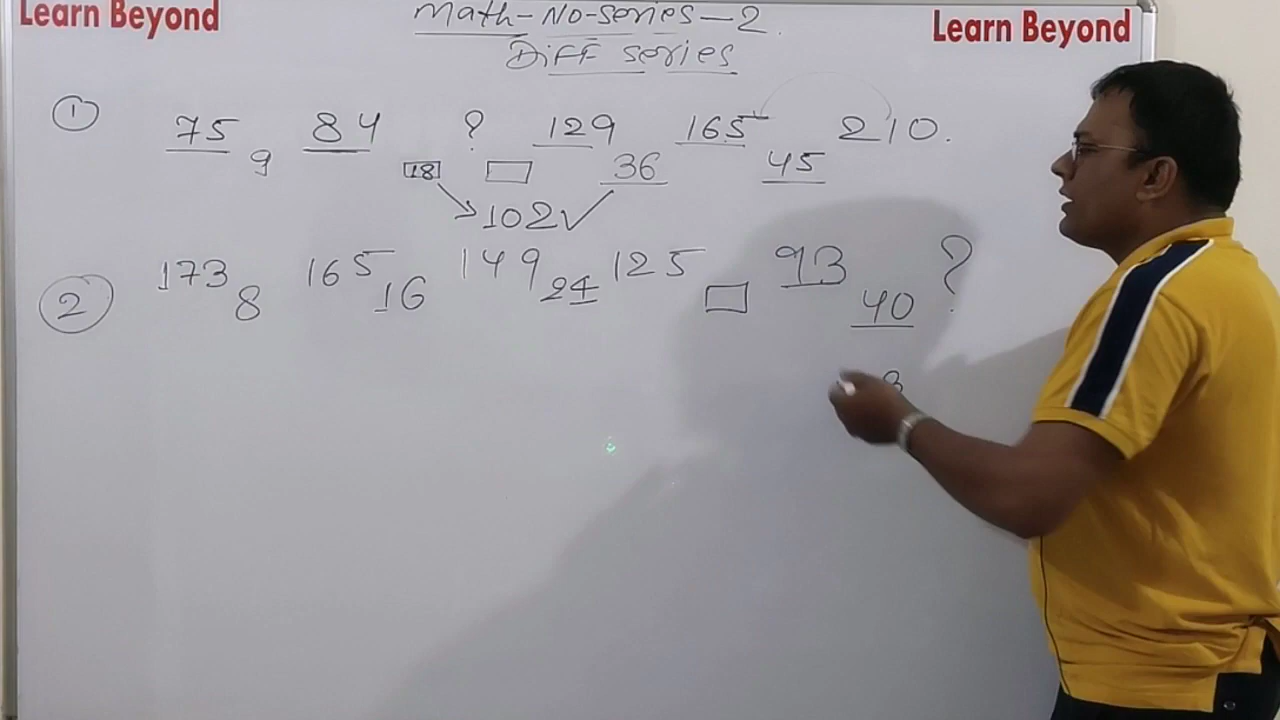 Learn Beyond
Math-No-series-2
Learn Beyond
Diff series
1 75 84 ? 129 165 210.
9 18 36 45
102✓
2 173 165 149 125 93 ?
8 16 24 40